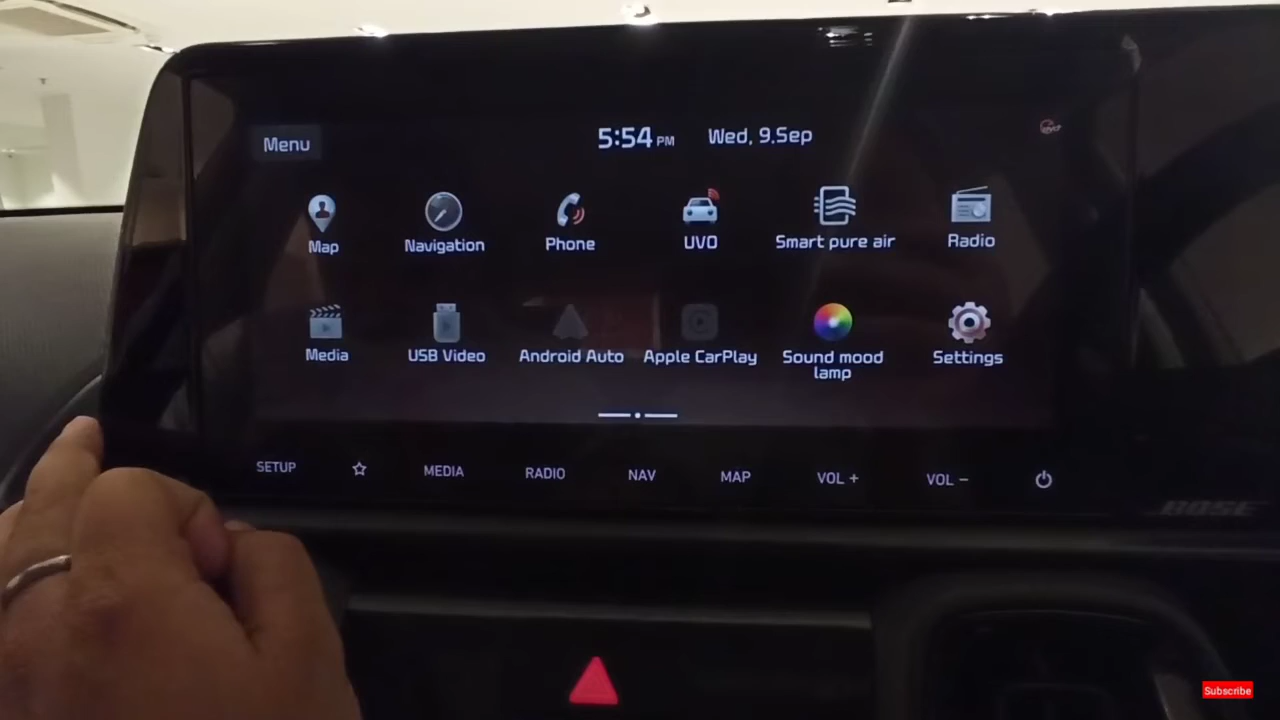 5:54 PM Wed, 9.Sep
Menu
Map Navigation Phone UVO Smart pure air Radio
Media USB Video Android Auto Apple CarPlay Sound mood lamp Settings
SETUP MEDIA RADIO NAV MAP VOL + VOL -
BOSE
Subscribe